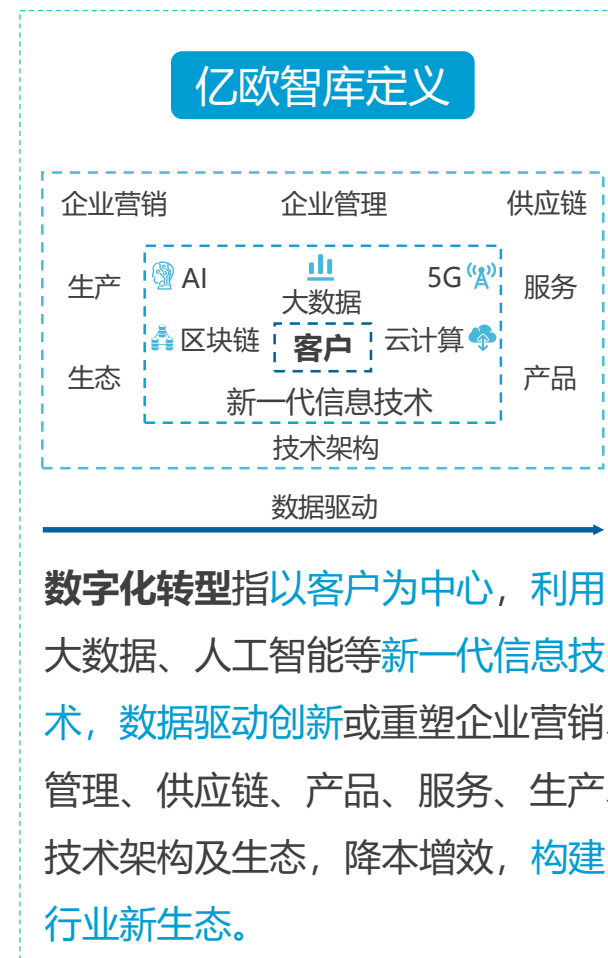 亿欧智库定义
企业营销 企业管理 供应链
生产 AI 大数据 5G 服务
区块链 客户 云计算
生态 新一代信息技术 产品
技术架构
数据驱动
数字化转型指以客户为中心，利用
大数据、人工智能等新一代信息技
术，数据驱动创新或重塑企业营销、
管理、供应链、产品、服务、生产、
技术架构及生态，降本增效，构建
行业新生态。